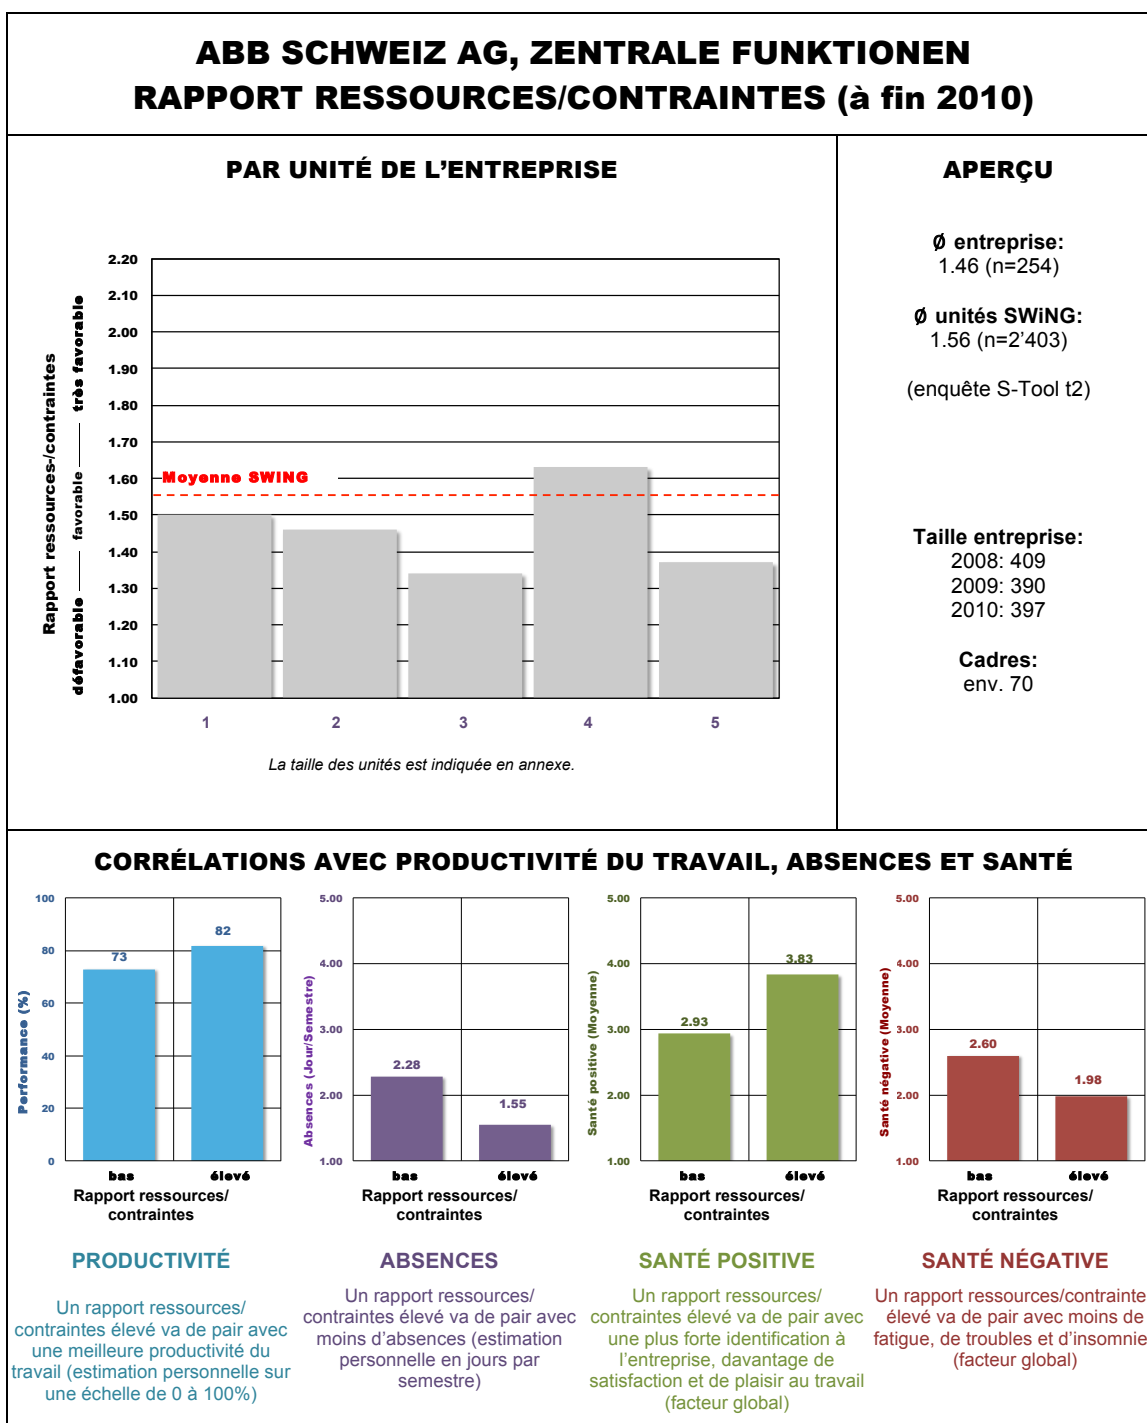 ABB SCHWEIZ AG, ZENTRALE FUNKTIONEN
RAPPORT RESSOURCES/CONTRAINTES (à fin 2010)
PAR UNITÉ DE L’ENTREPRISE
Rapport ressources-/contraintes
défavorable —— favorable —— très favorable
2.20
2.10
2.00
1.90
1.80
1.70
1.60
1.50
1.40
1.30
1.20
1.10
1.00
Moyenne SWING
1 2 3 4 5
La taille des unités est indiquée en annexe.
APERÇU
Ø entreprise:
1.46 (n=254)
Ø unités SWiNG:
1.56 (n=2’403)
(enquête S-Tool t2)
Taille entreprise:
2008: 409
2009: 390
2010: 397
Cadres:
env. 70
CORRÉLATIONS AVEC PRODUCTIVITÉ DU TRAVAIL, ABSENCES ET SANTÉ
Performance (%)
100
80
60
40
20
0
73
82
bas élevé
Rapport ressources/
contraintes
PRODUCTIVITÉ
Un rapport ressources/
contraintes élevé va de pair avec
une meilleure productivité du
travail (estimation personnelle sur
une échelle de 0 à 100%)
Absences (Jour/Semestre)
5.00
4.00
3.00
2.00
1.00
2.28
1.55
bas élevé
Rapport ressources/
contraintes
ABSENCES
Un rapport ressources/
contraintes élevé va de pair avec
moins d’absences (estimation
personnelle en jours par
semestre)
Santé positive (Moyenne)
5.00
4.00
3.00
2.00
1.00
2.93
3.83
bas élevé
Rapport ressources/
contraintes
SANTÉ POSITIVE
Un rapport ressources/
contraintes élevé va de pair avec
une plus forte identification à
l’entreprise, davantage de
satisfaction et de plaisir au travail
(facteur global)
Santé négative (Moyenne)
5.00
4.00
3.00
2.00
1.00
2.60
1.98
bas élevé
Rapport ressources/
contraintes
SANTÉ NÉGATIVE
Un rapport ressources/contrainte
élevé va de pair avec moins de
fatigue, de troubles et d’insomnie
(facteur global)